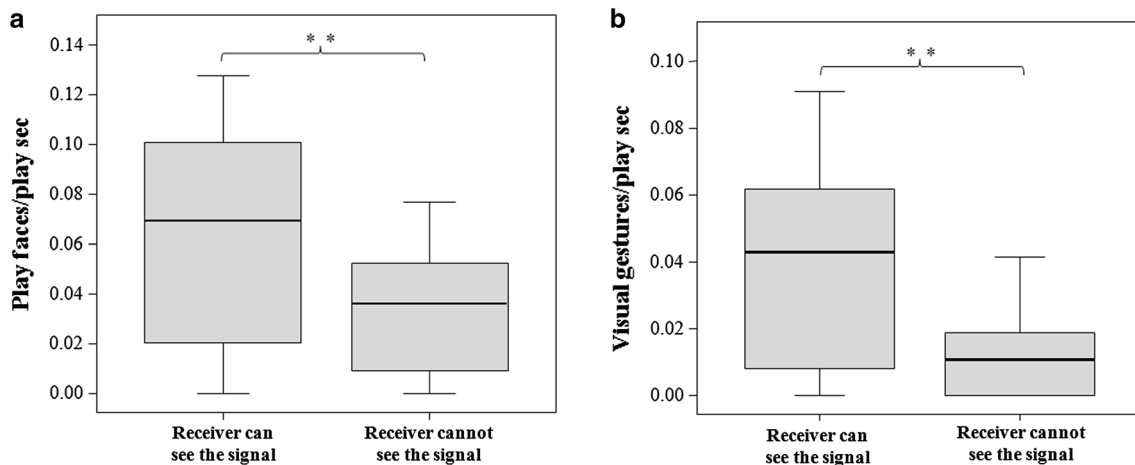 a
* *
Play faces/play sec
0.14
0.12
0.10
0.08
0.06
0.04
0.02
0.00
Receiver can
see the signal
Receiver cannot
see the signal
b
* *
Visual gestures/play sec
0.10
0.08
0.06
0.04
0.02
0.00
Receiver can
see the signal
Receiver cannot
see the signal